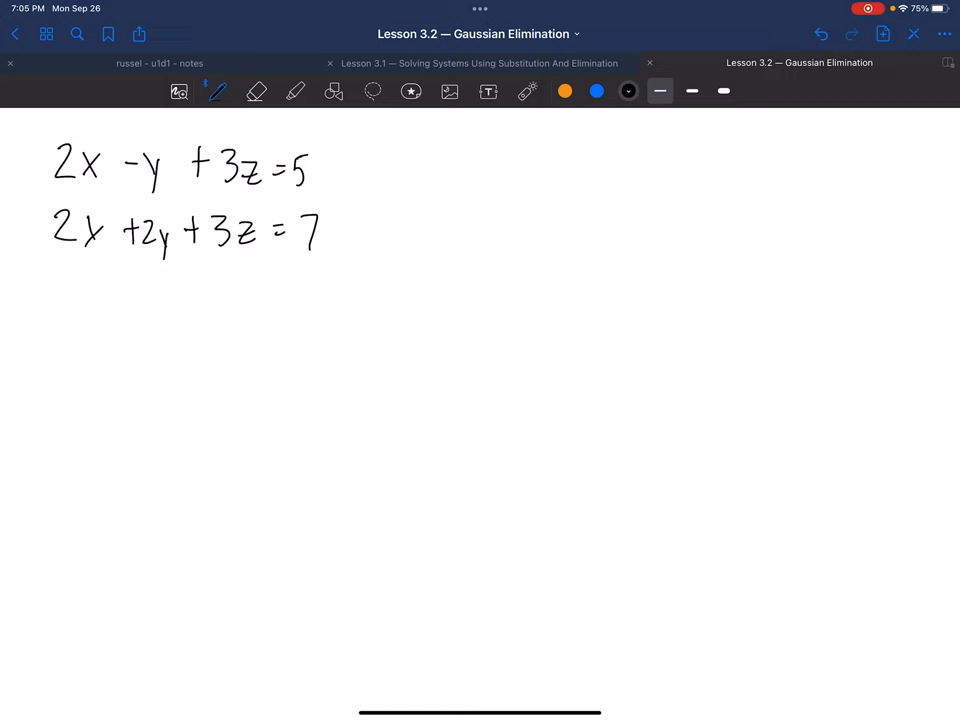 7:05 PM Mon Sep 26
75%
Lesson 3.2 — Gaussian Elimination
russel - u1d1 - notes
Lesson 3.1 — Solving Systems Using Substitution And Elimination
Lesson 3.2 — Gaussian Elimination
2x - y + 3z = 5
2x + 2y + 3z = 7